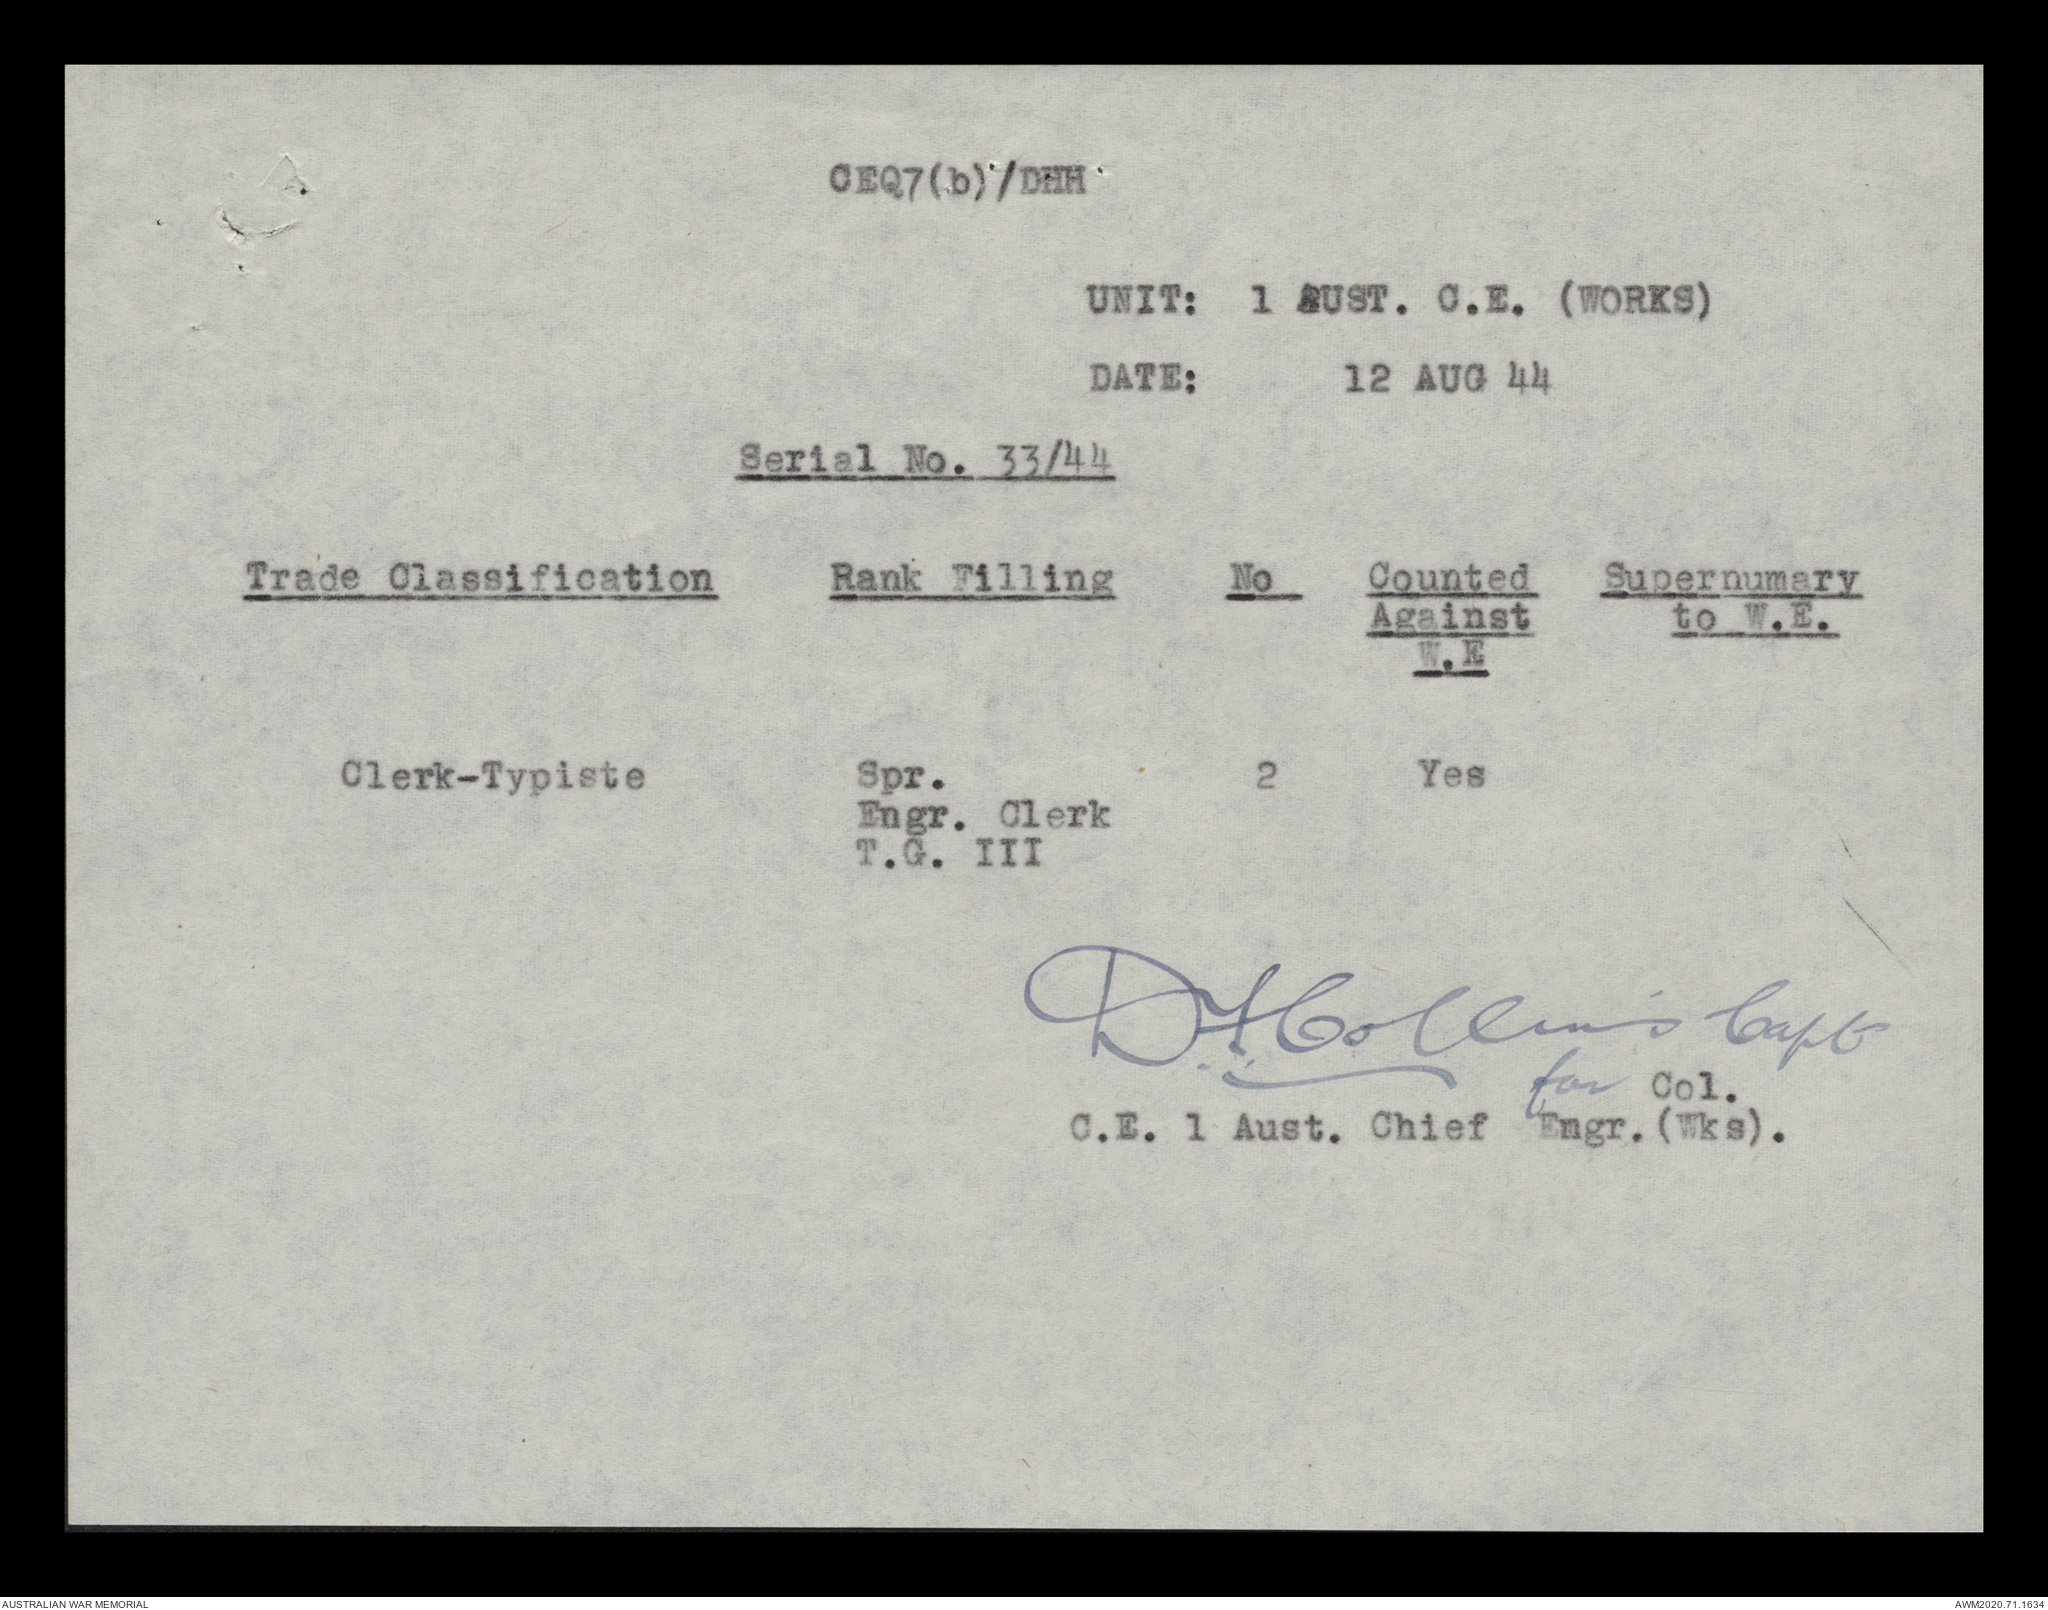 CEQ7(b)/DHH
UNIT: 1 AUST. C.E. (WORKS)
DATE: 12 AUG 44
Serial No. 33/44
Trade Classification Rank Filling No Counted Supernumary
Against to W.E.
W.E
Clerk-Typiste Spr. 2 Yes
Engr. Clerk
T.G. III
D.F. Collins Capt
for Col.
C.E. 1 Aust. Chief Engr.(Wks).
AUSTRALIAN WAR MEMORIAL AWM2020.71.1634